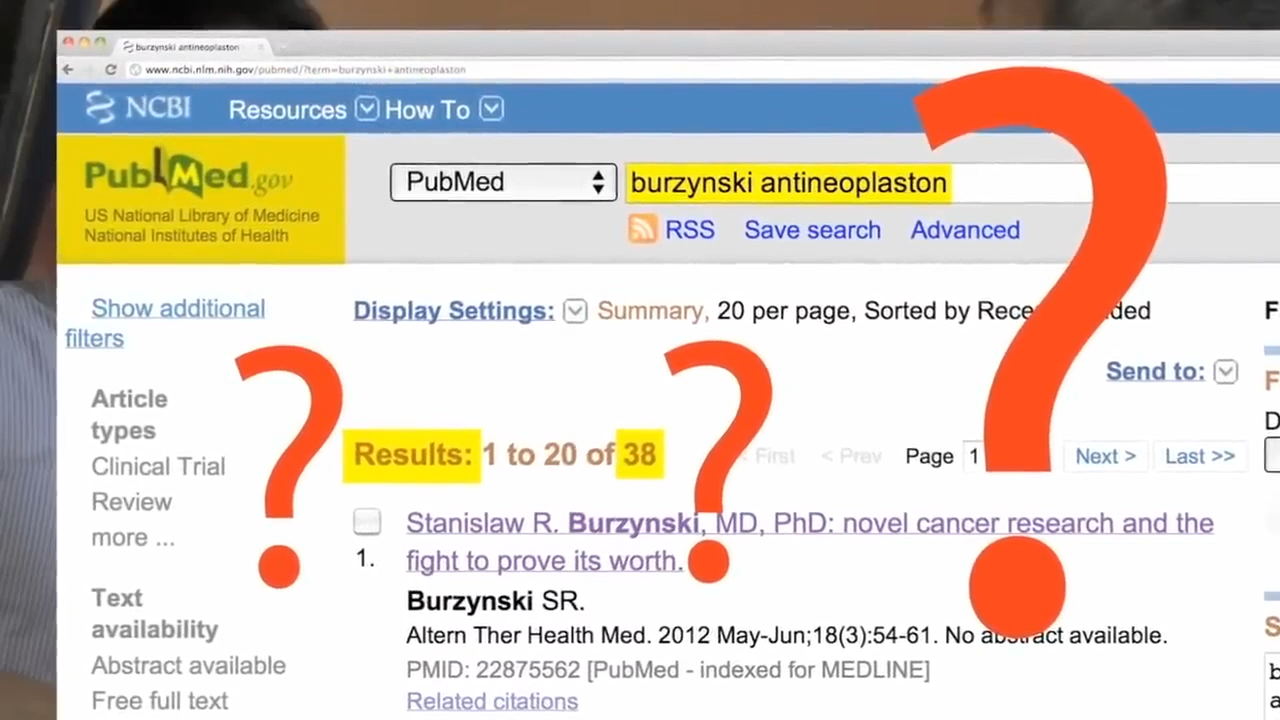 burzynski antineoplaston
www.ncbi.nlm.nih.gov/pubmed/?term=burzynski+antineoplaston
NCBI Resources How To
PubMed.gov
US National Library of Medicine
National Institutes of Health
PubMed
burzynski antineoplaston
RSS Save search Advanced
Show additional
filters
Display Settings: Summary, 20 per page, Sorted by
Send to:
Article
types
Clinical Trial
Review
more ...
Results: 1 to 20 of 38
< First < Prev Page 1 Next > Last >>
1.
Stanislaw R. Burzynski, MD, PhD: novel cancer research and the
fight to prove its worth.
Burzynski SR.
Altern Ther Health Med. 2012 May-Jun;18(3):54-61. No abstract available.
PMID: 22875562 [PubMed - indexed for MEDLINE]
Related citations
Text
availability
Abstract available
Free full text
? ? ?